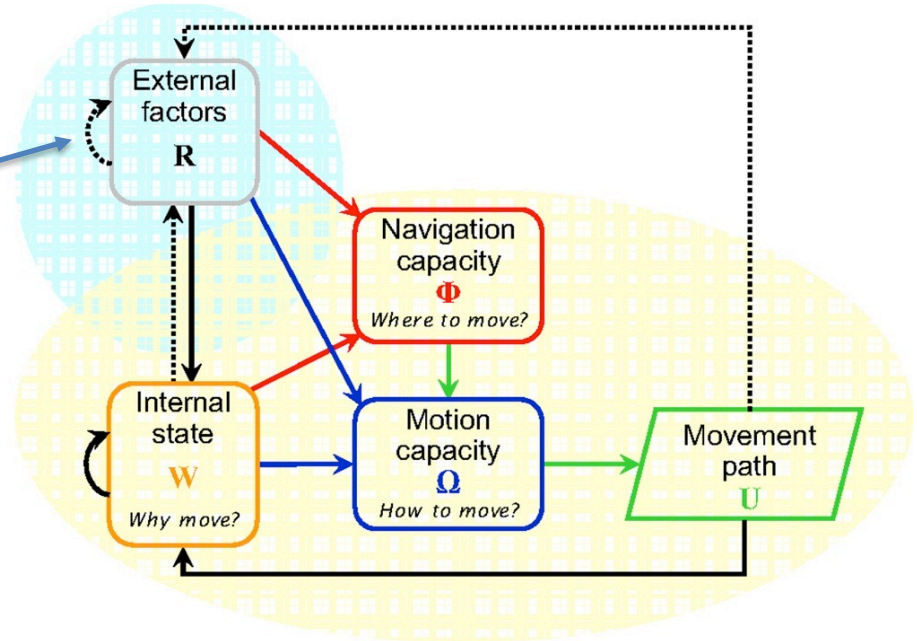 External
factors
R
Navigation
capacity
Φ
Where to move?
Internal
state
W
Why move?
Motion
capacity
Ω
How to move?
Movement
path
U